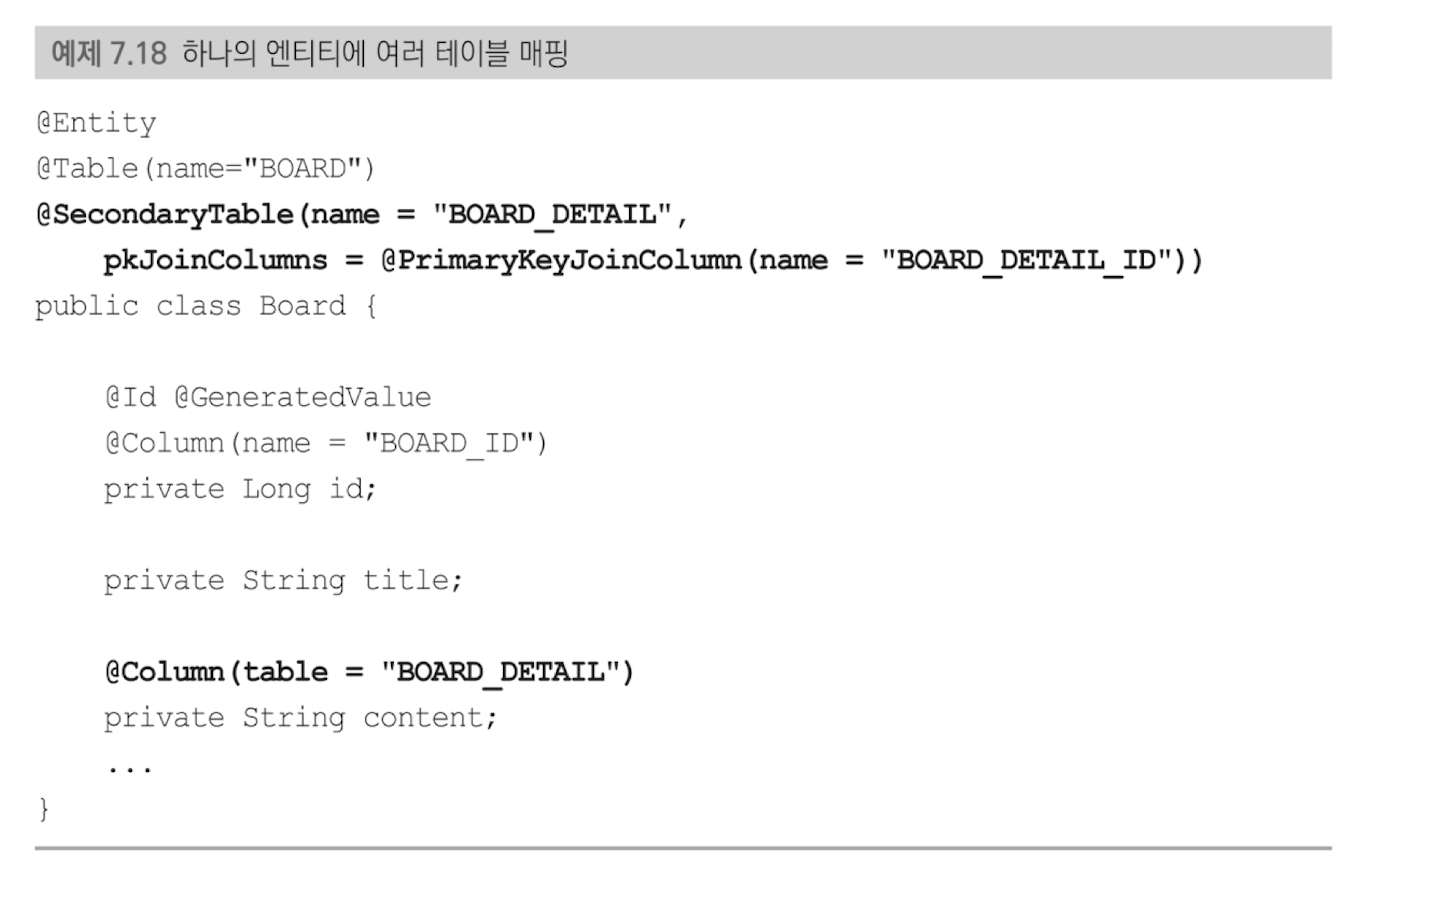 예제 7.18 하나의 엔티티에 여러 테이블 매핑
@Entity
@Table(name="BOARD")
@SecondaryTable(name = "BOARD_DETAIL",
    pkJoinColumns = @PrimaryKeyJoinColumn(name = "BOARD_DETAIL_ID"))
public class Board {
    @Id @GeneratedValue
    @Column(name = "BOARD_ID")
    private Long id;
    private String title;
    @Column(table = "BOARD_DETAIL")
    private String content;
    ...
}